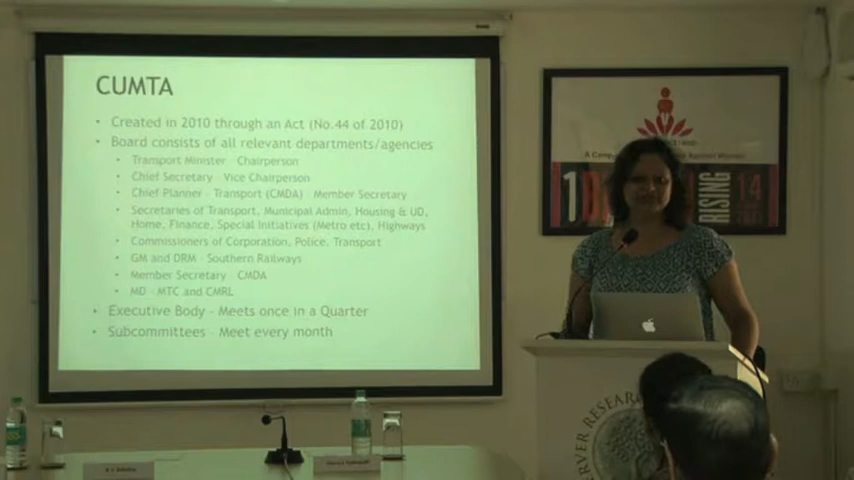 CUMTA
• Created in 2010 through an Act (No.44 of 2010)
• Board consists of all relevant departments/agencies
• Transport Minister - Chairperson
• Chief Secretary - Vice Chairperson
• Chief Planner - Transport (CMDA) - Member Secretary
• Secretaries of Transport, Municipal Admin, Housing & UD,
Home, Finance, Special Initiatives (Metro etc), Highways
• Commissioners of Corporation, Police, Transport
• GM and DRM - Southern Railways
• Member Secretary - CMDA
• MD - MTC and CMRL
• Executive Body - Meets once in a Quarter
• Subcommittees - Meet every month
RISING
14